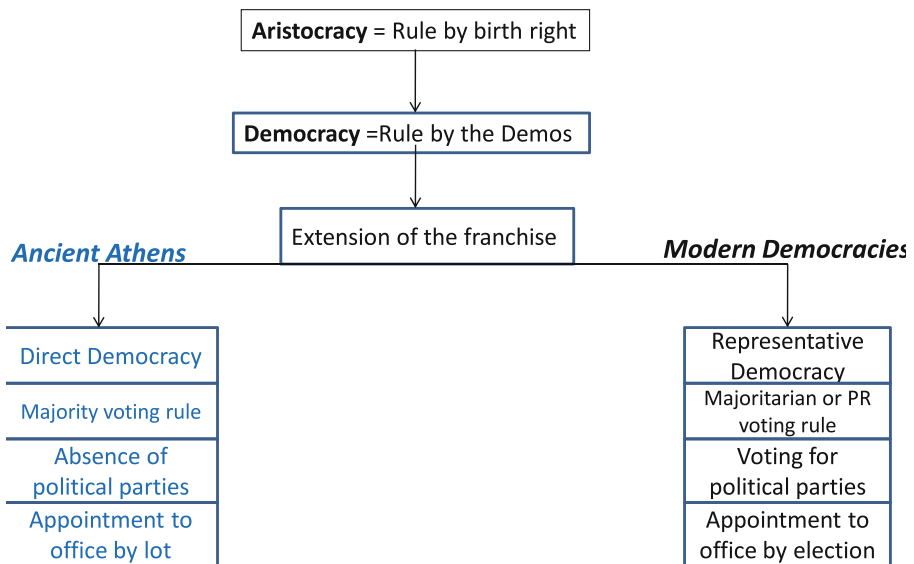 Aristocracy = Rule by birth right
Democracy =Rule by the Demos
Extension of the franchise
Ancient Athens
Modern Democracies
Direct Democracy
Majority voting rule
Absence of
political parties
Appointment to
office by lot
Representative
Democracy
Majoritarian or PR
voting rule
Voting for
political parties
Appointment to
office by election